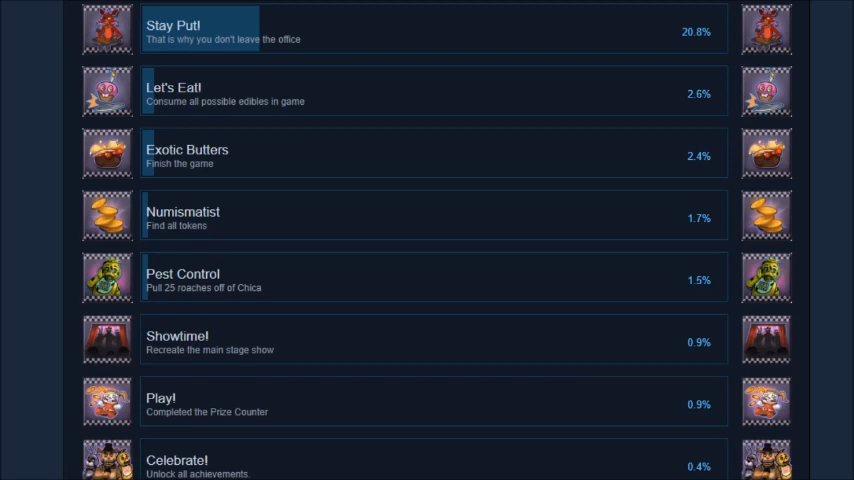 Stay Put!
That is why you don't leave the office
20.8%
Let's Eat!
Consume all possible edibles in game
2.6%
Exotic Butters
Finish the game
2.4%
Numismatist
Find all tokens
1.7%
Pest Control
Pull 25 roaches off of Chica
1.5%
Showtime!
Recreate the main stage show
0.9%
Play!
Completed the Prize Counter
0.9%
Celebrate!
Unlock all achievements
0.4%